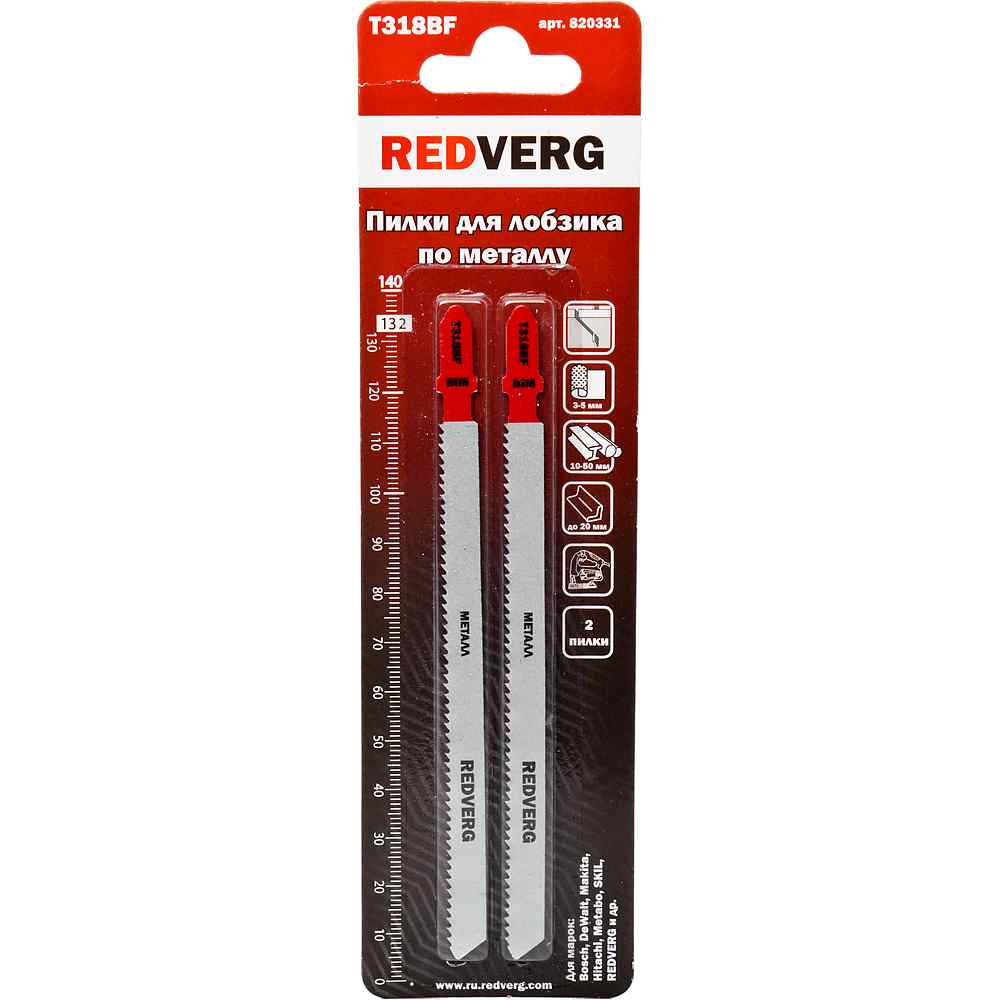 T318BF
арт. 820331
REDVERG
Пилки для лобзика
по металлу
140
132
130
120
110
100
90
80
70
60
50
40
30
20
10
0
T318BF
BIM
МЕТАЛЛ
REDVERG
T318BF
BIM
МЕТАЛЛ
REDVERG
3-5 мм
10-50 мм
до 20 мм
2
ПИЛКИ
Для марок:
Bosch, DeWalt, Makita,
Hitachi, Metabo, SKIL,
REDVERG и др.
www.ru.redverg.com